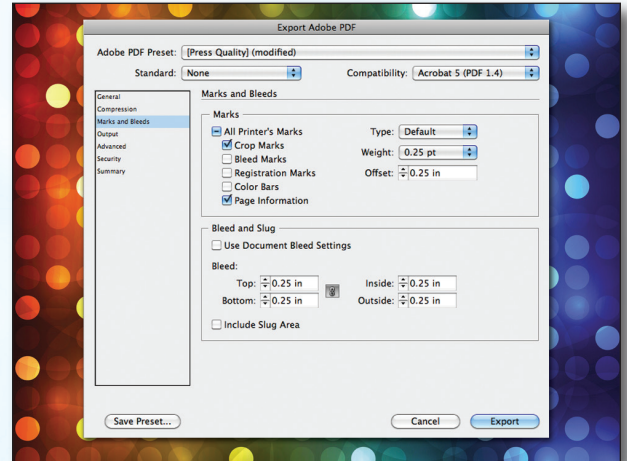 Export Adobe PDF
Adobe PDF Preset: [Press Quality] (modified)
Standard: None Compatibility: Acrobat 5 (PDF 1.4)
General
Compression
Marks and Bleeds
Output
Advanced
Security
Summary
Marks and Bleeds
Marks
All Printer's Marks
Crop Marks
Bleed Marks
Registration Marks
Color Bars
Page Information
Type: Default
Weight: 0.25 pt
Offset: 0.25 in
Bleed and Slug
Use Document Bleed Settings
Bleed:
Top: 0.25 in Inside: 0.25 in
Bottom: 0.25 in Outside: 0.25 in
Include Slug Area
Save Preset... Cancel Export